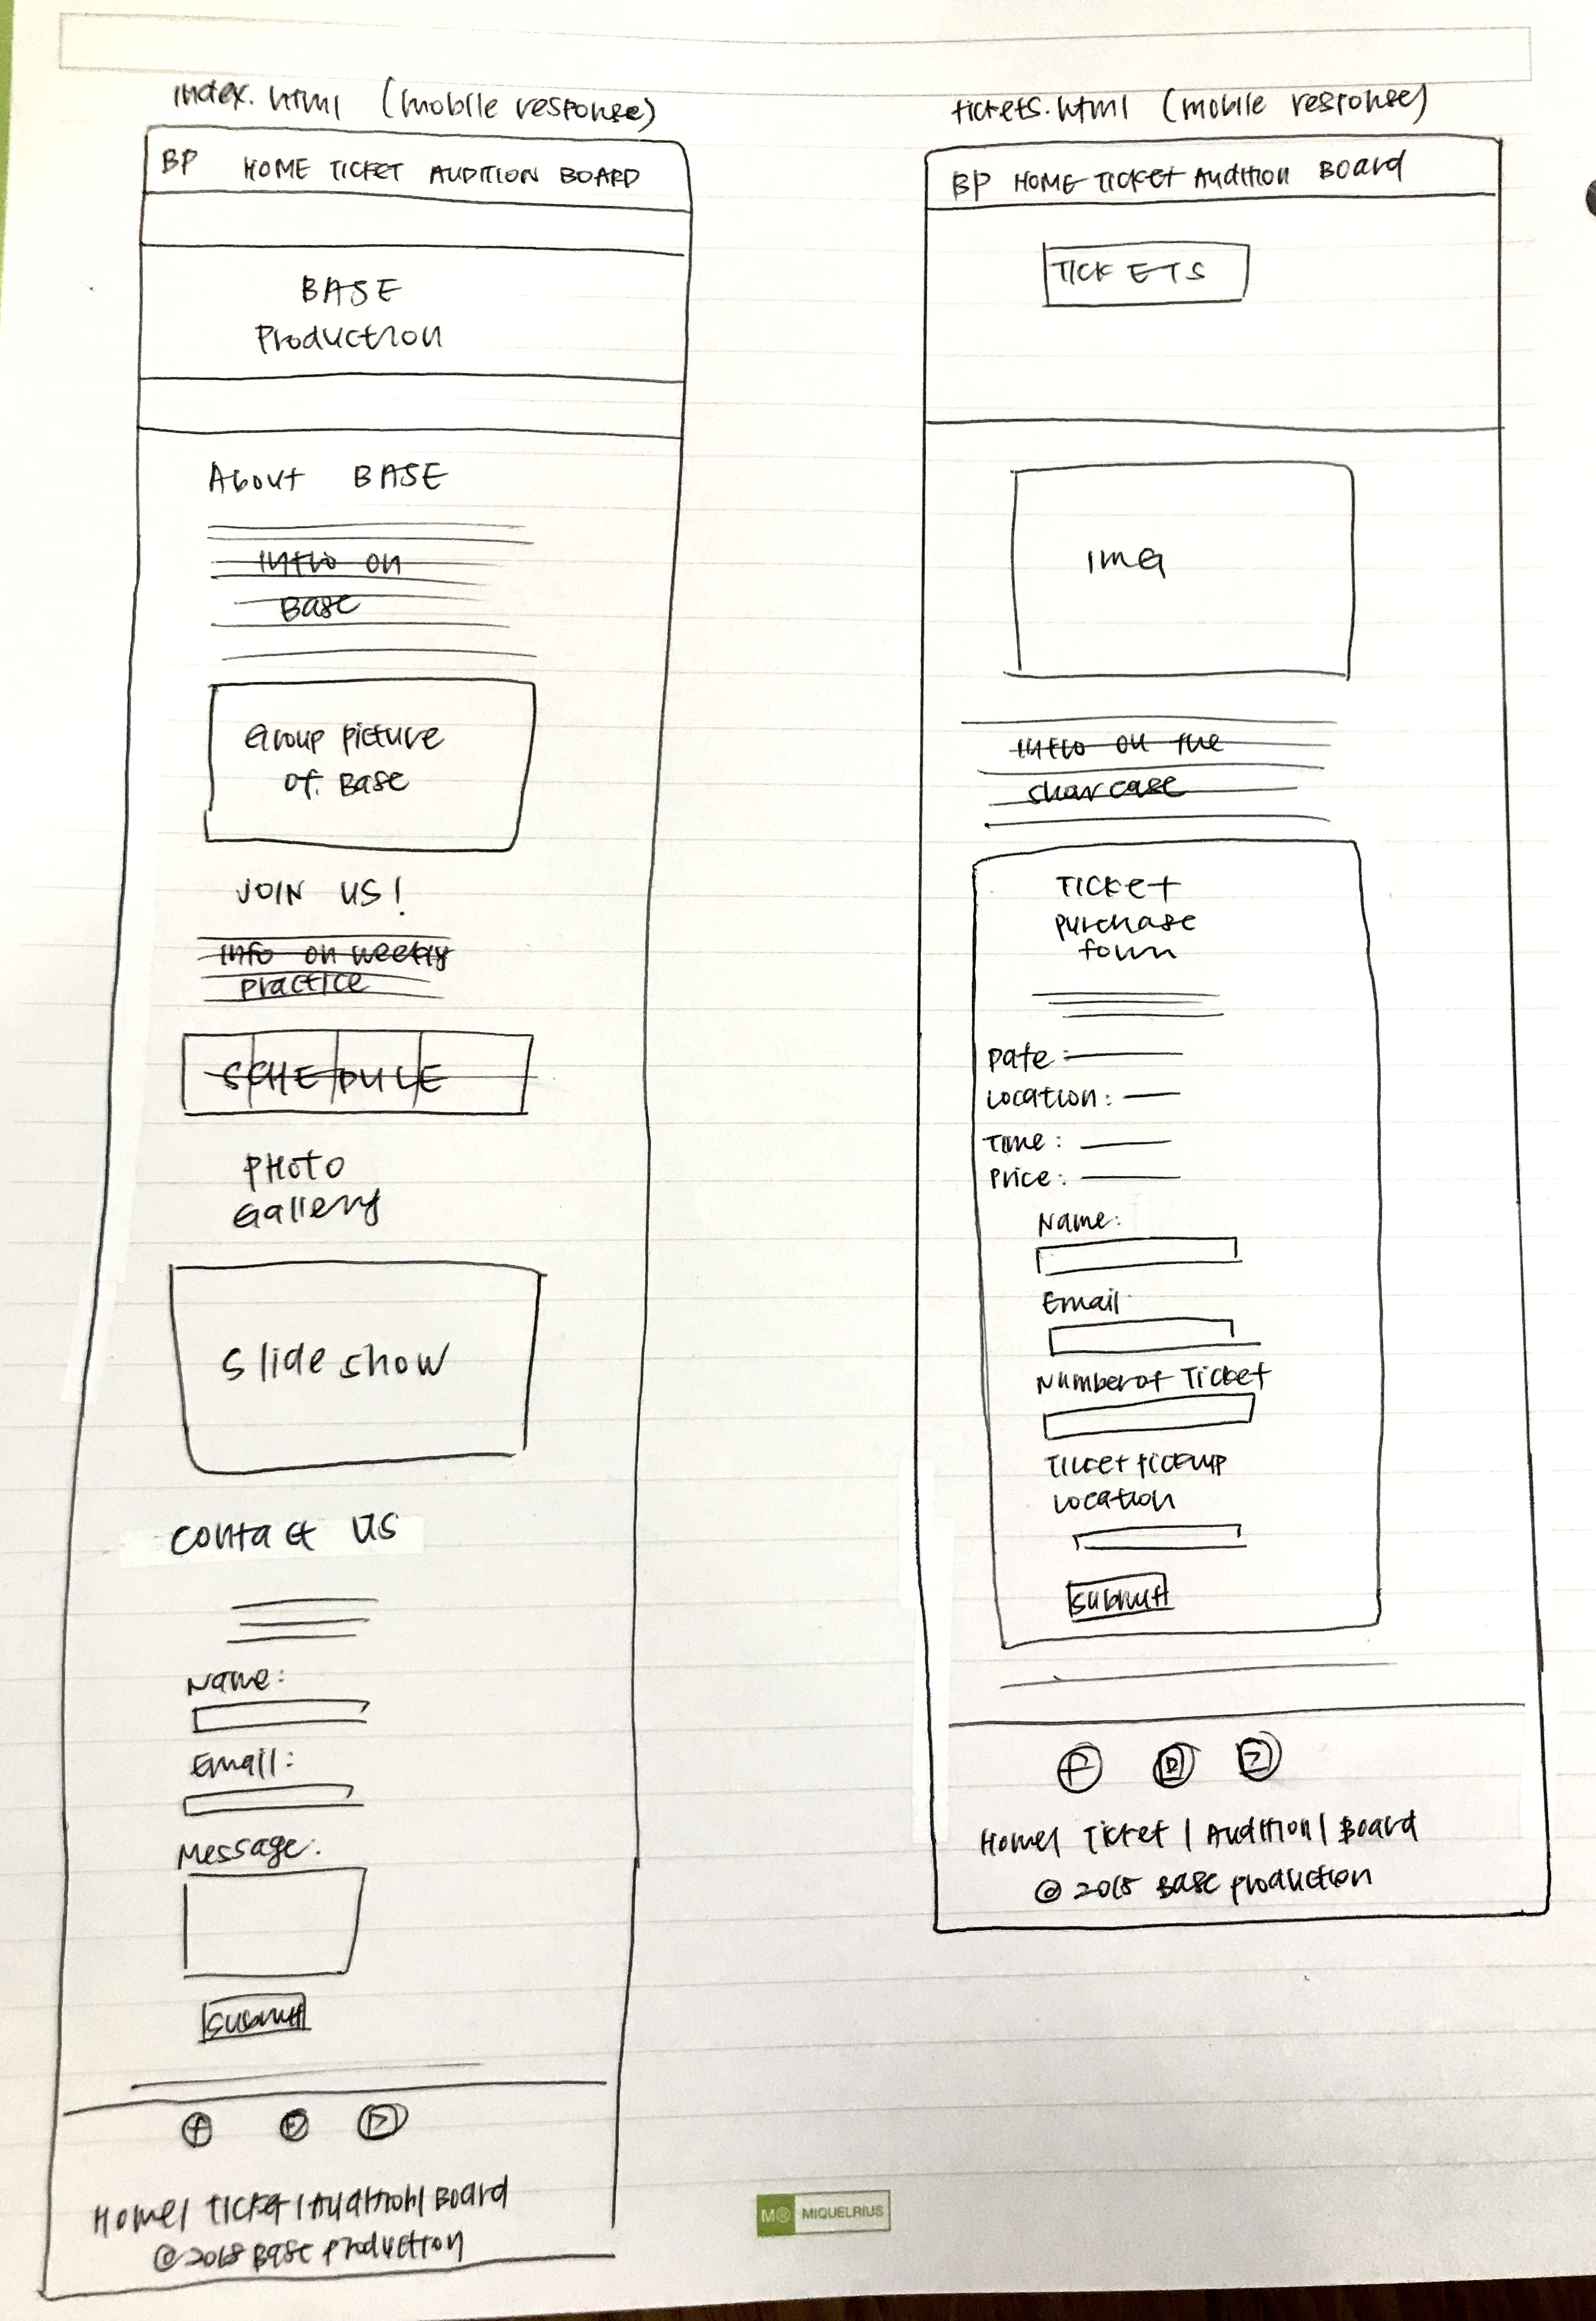 index.html (mobile response)
BP HOME TICKET AUDITION BOARD
BASE
Production
About BASE
Intro on
Base
Group picture
of. Base
JOIN US!
Info on weekly
practice
SCHEDULE
PHOTO
Gallery
Slide show
Contact US
Name:
Email:
Message:
Submit
f
Home| Ticket | Audition| Board
© 2018 Base Production
tickets.html (mobile response)
BP HOME TICKET Audition Board
TICKETS
IMG
Intro on the
showcase
Ticket
purchase
form
Date:
Location:
Time:
Price:
Name:
Email
Number of Ticket
Ticket Pickup
Location
Submit
f
Home| Ticket | Audition| Board
© 2018 Base production
M® MIQUELRIUS